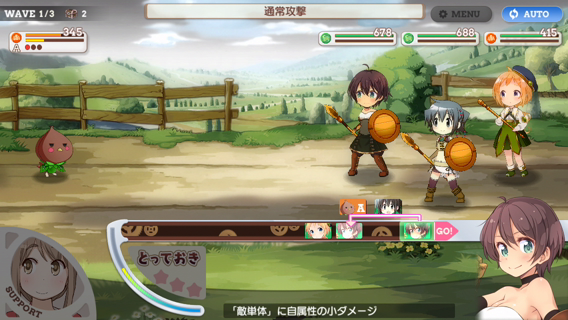 WAVE 1/3 2
通常攻撃
MENU
AUTO
345
A
678
688
415
A
GO!
とっておき
SUPPORT
「敵単体」に自属性の小ダメージ